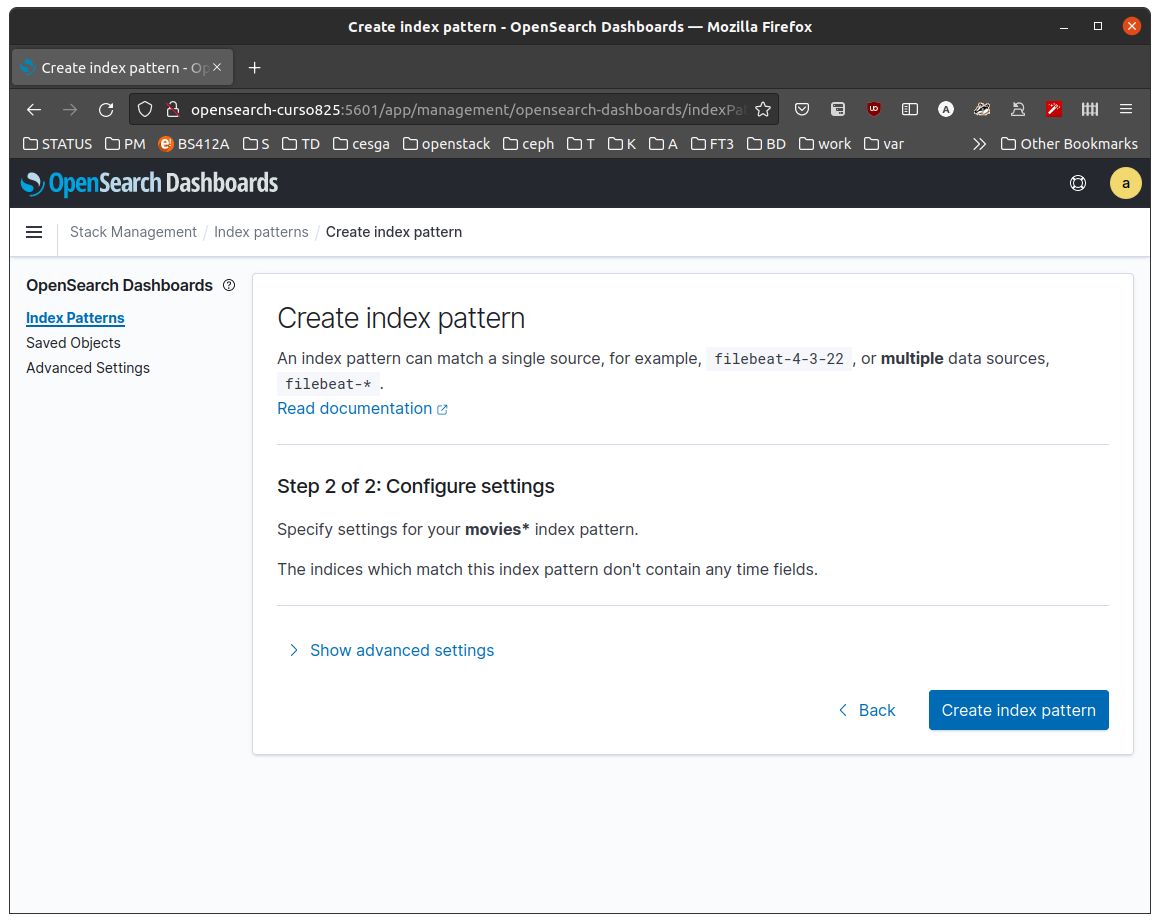 Create index pattern - OpenSearch Dashboards — Mozilla Firefox
Create index pattern - Op
opensearch-curso825:5601/app/management/opensearch-dashboards/indexPa
STATUS PM BS412A S TD cesga openstack ceph T K A FT3 BD work var Other Bookmarks
OpenSearch Dashboards a
Stack Management / Index patterns / Create index pattern
OpenSearch Dashboards
Index Patterns
Saved Objects
Advanced Settings
Create index pattern
An index pattern can match a single source, for example, filebeat-4-3-22 , or multiple data sources,
filebeat-* .
Read documentation
Step 2 of 2: Configure settings
Specify settings for your movies* index pattern.
The indices which match this index pattern don't contain any time fields.
Show advanced settings
Back Create index pattern